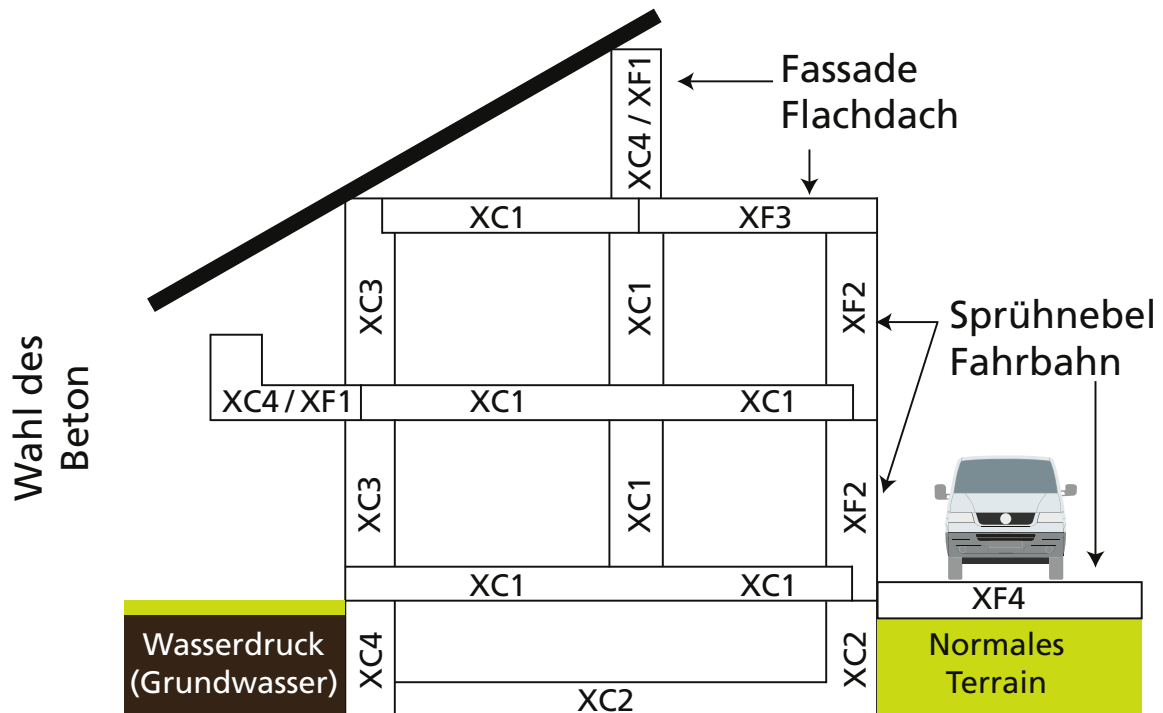 Fassade
Flachdach
XC4 / XF1
XC1
XF3
XC3
XC1
XF2
Sprühnebel
Fahrbahn
Wahl des
Beton
XC4 / XF1
XC1
XC1
XC3
XC1
XF2
XC1
XC1
XF4
Wasserdruck
(Grundwasser)
XC4
XC2
Normales
Terrain
XC2